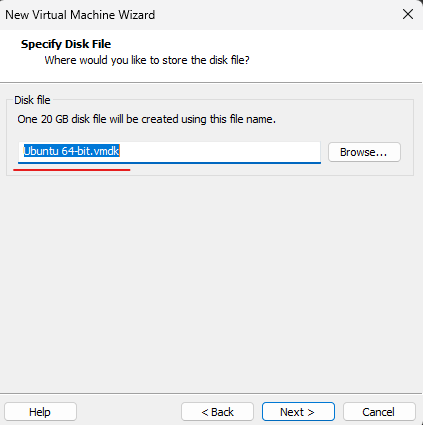 New Virtual Machine Wizard
Specify Disk File
Where would you like to store the disk file?
Disk file
One 20 GB disk file will be created using this file name.
Ubuntu 64-bit.vmdk
Browse...
Help
< Back
Next >
Cancel